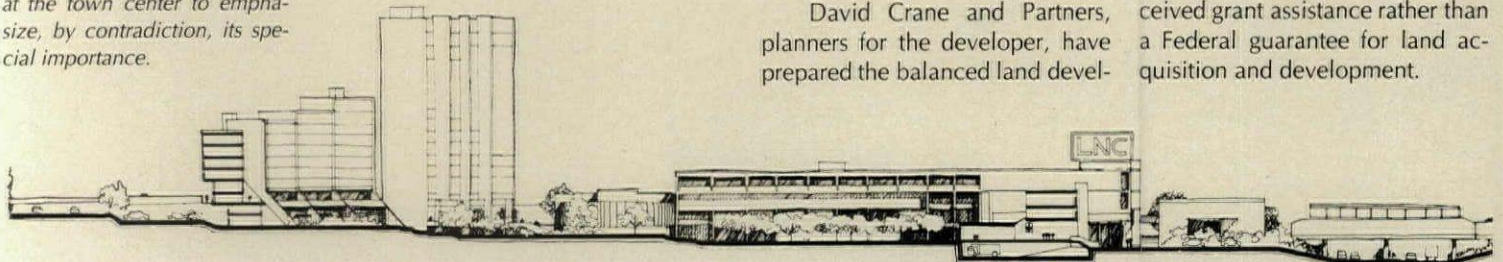 at the town center to empha-
size, by contradiction, its spe-
cial importance.
David Crane and Partners,
planners for the developer, have
prepared the balanced land devel-
ceived grant assistance rather than
a Federal guarantee for land ac-
quisition and development.
LNC